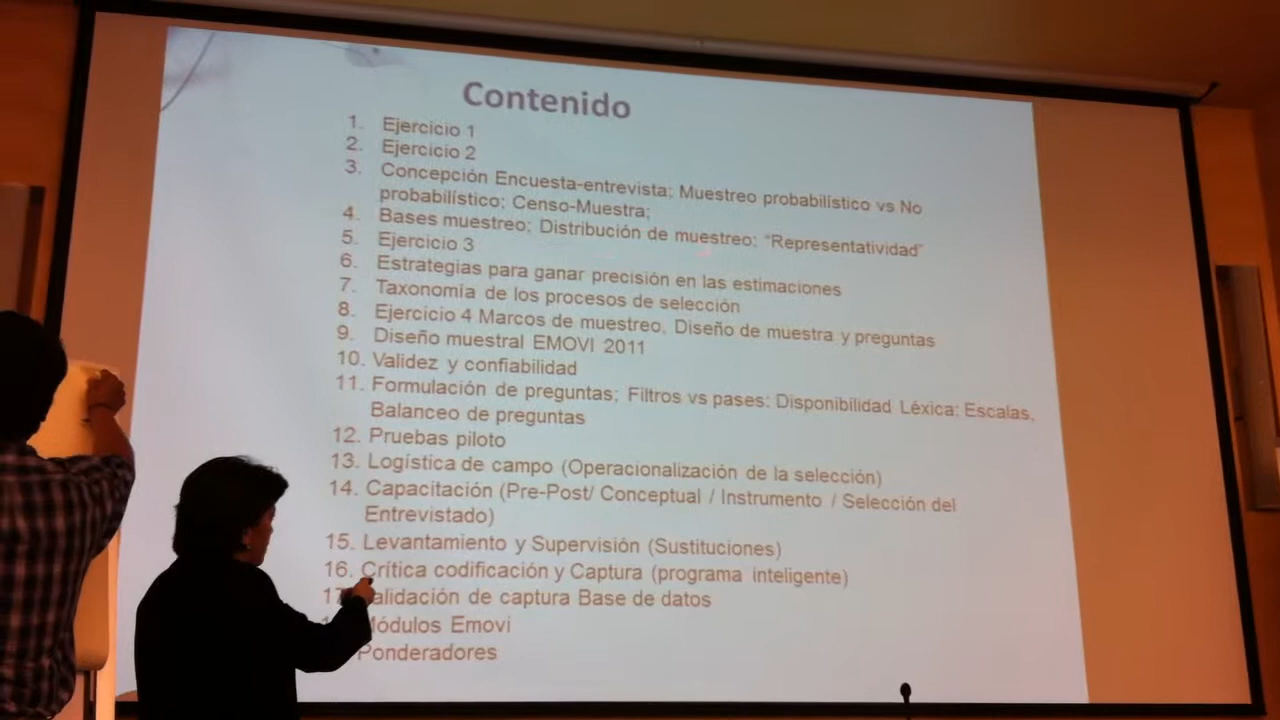 Contenido
1. Ejercicio 1
2. Ejercicio 2
3. Concepción Encuesta-entrevista; Muestreo probabilístico vs No
probabilístico; Censo-Muestra;
4. Bases muestreo; Distribución de muestreo; "Representatividad"
5. Ejercicio 3
6. Estrategias para ganar precisión en las estimaciones
7. Taxonomía de los procesos de selección
8. Ejercicio 4 Marcos de muestreo, Diseño de muestra y preguntas
9. Diseño muestral EMOVI 2011
10. Validez y confiabilidad
11. Formulación de preguntas; Filtros vs pases; Disponibilidad Léxica; Escalas,
Balanceo de preguntas
12. Pruebas piloto
13. Logística de campo (Operacionalización de la selección)
14. Capacitación (Pre-Post/ Conceptual / Instrumento / Selección del
Entrevistado)
15. Levantamiento y Supervisión (Sustituciones)
16. Crítica codificación y Captura (programa inteligente)
17 alidación de captura Base de datos
Módulos Emovi
Ponderadores